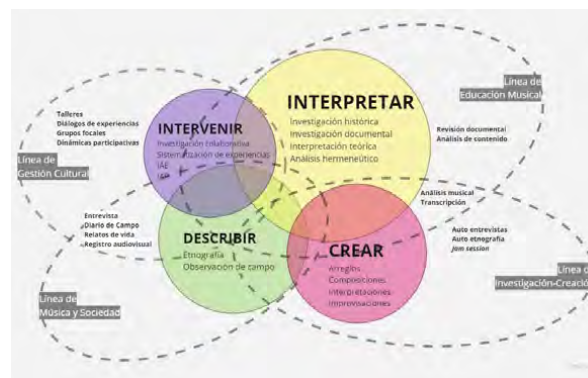 INTERPRETAR
Investigación histórica
Investigación documental
Interpretación teórica
Análisis hermenéutico
Línea de
Educación Musical
Revisión documental
Análisis de contenido
Talleres
Diálogos de experiencias
Grupos focales
Dinámicas participativas
INTERVENIR
Investigación colaborativa
Sistematización de experiencias
IAE
Línea de
Gestión Cultural
Análisis musical
Transcripción
Entrevista
Diario de Campo
Relatos de vida
Registro audiovisual
DESCRIBIR
Etnografía
Observación de campo
CREAR
Arreglos
Composiciones
Interpretaciones
Improvisaciones
Auto entrevistas
Auto etnografía
Jam session
Línea de
Investigación-Creació
Línea de
Música y Sociedad